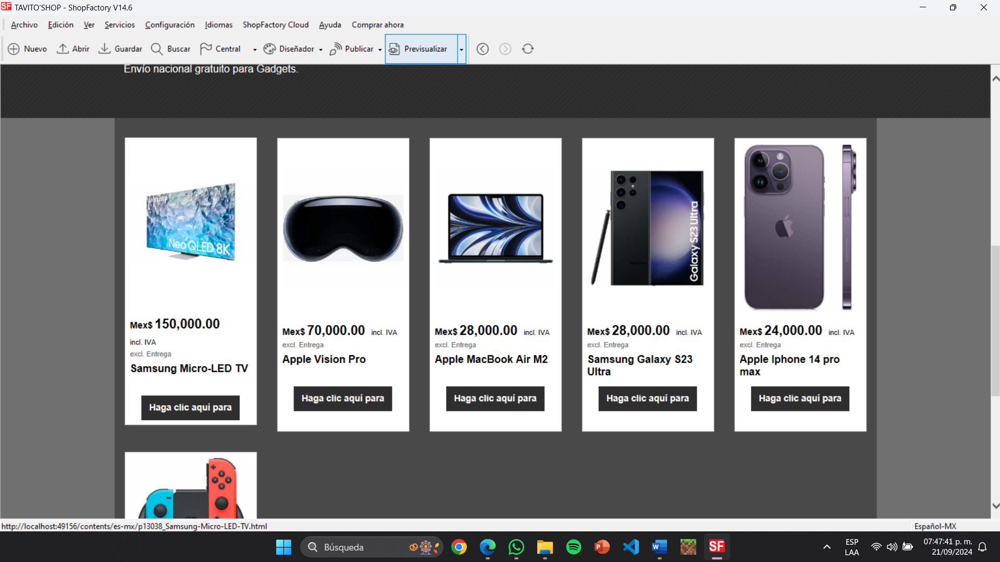 SF TAVITO'SHOP - ShopFactory V14.6
Archivo Edición Ver Servicios Configuración Idiomas ShopFactory Cloud Ayuda Comprar ahora
Nuevo Abrir Guardar Buscar Central Diseñador Publicar Previsualizar
Envío nacional gratuito para Gadgets.
SAMSUNG
Neo QLED 8K
Galaxy S23 Ultra
Mex$ 150,000.00
incl. IVA
excl. Entrega
Samsung Micro-LED TV
Haga clic aquí para
Mex$ 70,000.00 incl. IVA
excl. Entrega
Apple Vision Pro
Haga clic aquí para
Mex$ 28,000.00 incl. IVA
excl. Entrega
Apple MacBook Air M2
Haga clic aquí para
Mex$ 28,000.00 incl. IVA
excl. Entrega
Samsung Galaxy S23
Ultra
Haga clic aquí para
Mex$ 24,000.00 incl. IVA
excl. Entrega
Apple Iphone 14 pro
max
Haga clic aquí para
http://localhost:49156/contents/es-mx/p13038_Samsung-Micro-LED-TV.html
Español-MX
Búsqueda
P
W
SF
ESP
LAA
07:47:41 p. m.
21/09/2024